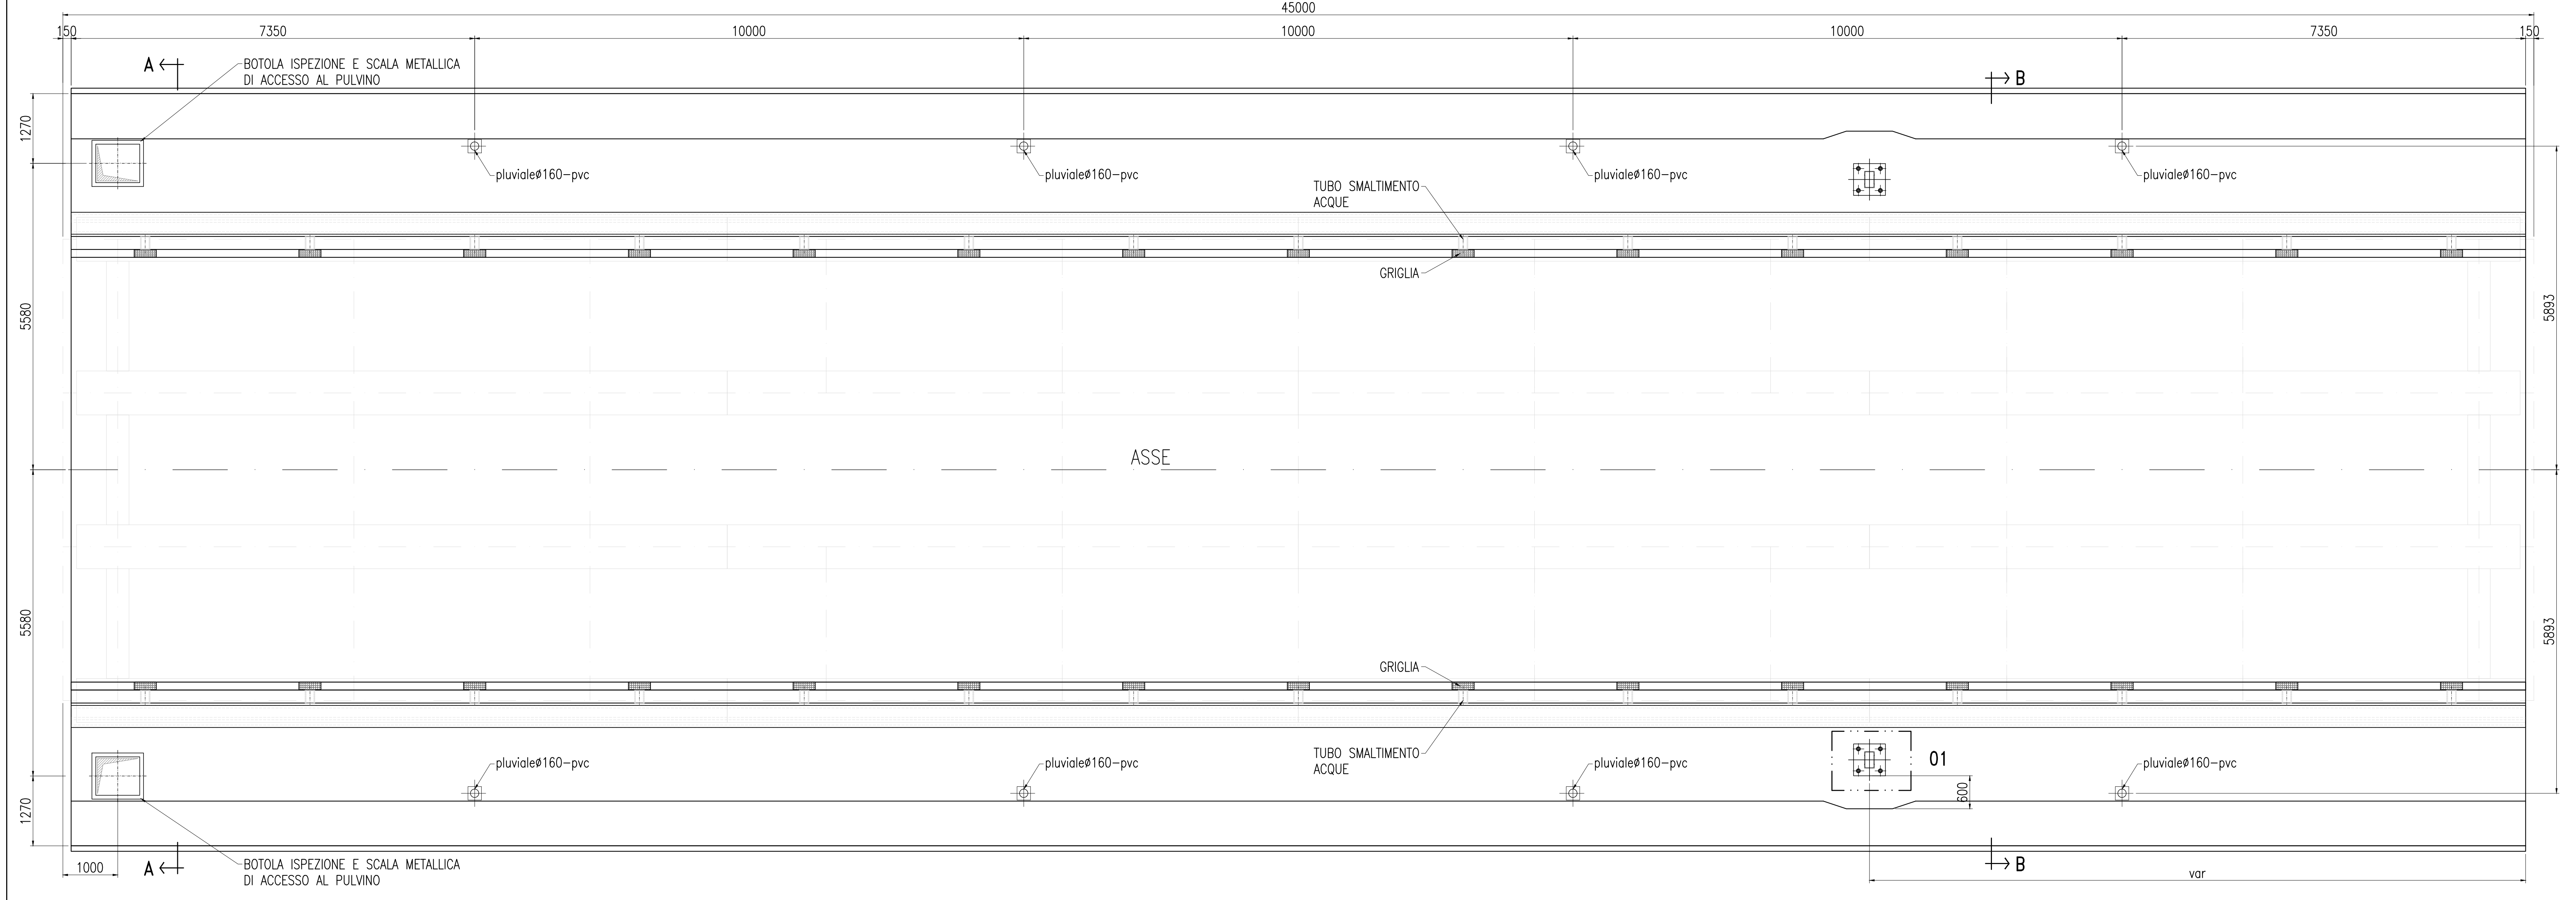 45000
150
7350
10000
10000
10000
7350
150
A
BOTOLA ISPEZIONE E SCALA METALLICA
DI ACCESSO AL PULVINO
B
1270
pluvialeø160-pvc
pluvialeø160-pvc
pluvialeø160-pvc
pluvialeø160-pvc
TUBO SMALTIMENTO
ACQUE
GRIGLIA
5580
5893
ASSE
5580
5893
GRIGLIA
TUBO SMALTIMENTO
ACQUE
pluvialeø160-pvc
pluvialeø160-pvc
pluvialeø160-pvc
01
pluvialeø160-pvc
600
1270
1000
A
BOTOLA ISPEZIONE E SCALA METALLICA
DI ACCESSO AL PULVINO
B
var